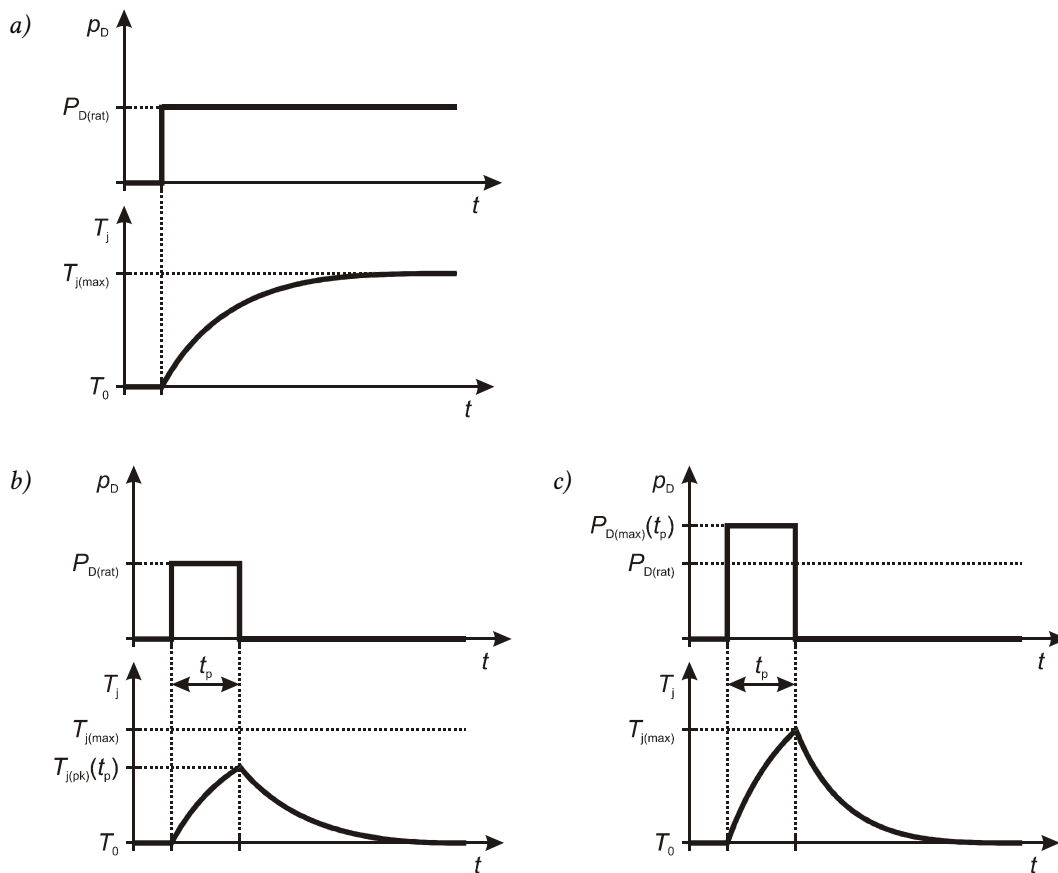 a)
p_D
P_D(rat)
t
T_j
T_j(max)
T_0
t
b)
p_D
P_D(rat)
t
t_p
T_j
T_j(max)
T_j(pk)(t_p)
T_0
t
c)
p_D
P_D(max)(t_p)
P_D(rat)
t
t_p
T_j
T_j(max)
T_0
t